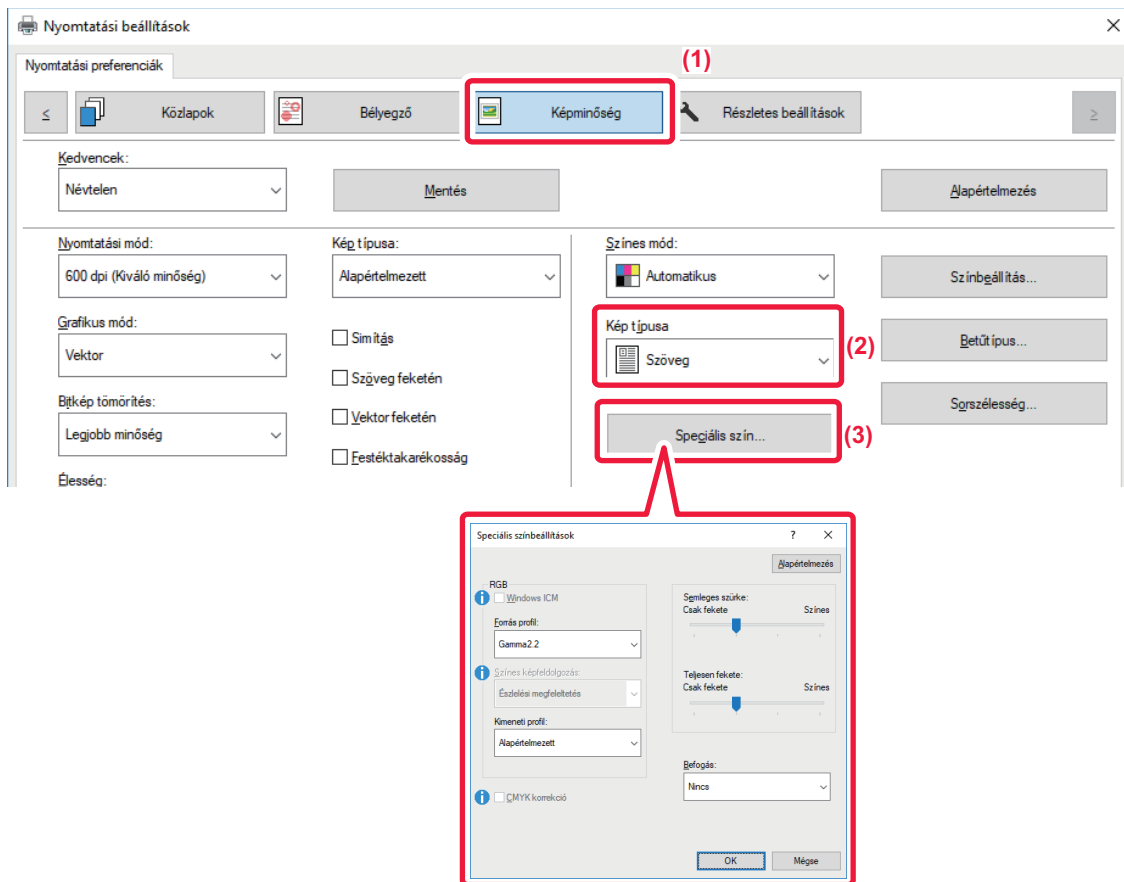 Nyomtatási beállítások
Nyomtatási preferenciák
(1)
<
Közlapok
Bélyegző
Képminőség
Részletes beállítások
>
Kedvencek:
Névtelen
Mentés
Alapértelmezés
Nyomtatási mód:
Kép típusa:
Színes mód:
600 dpi (Kiváló minőség)
Alapértelmezett
Automatikus
Színbeállítás...
Grafikus mód:
Simítás
Kép típusa
(2)
Vektor
Szöveg
Betűtípus...
Szöveg feketén
Bitkép tömörítés:
Vektor feketén
Sorszélesség...
Legjobb minőség
Speciális szín...
(3)
Festéktakarékosság
Élesség:
Speciális színbeállítások
?
Alapértelmezés
RGB
Windows ICM
Forrás profil:
Gamma2.2
Színes képfeldolgozás:
Észlelési megfeleltetés
Kimeneti profil:
Alapértelmezett
CMYK korrekció
Semleges szürke:
Csak fekete Színes
Teljesen fekete:
Csak fekete Színes
Befogás:
Nincs
OK
Mégse